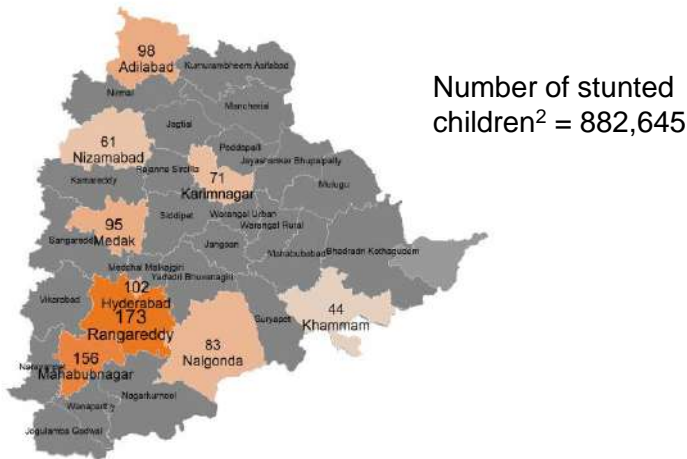 98
Adilabad
Kumurambheem Asifabad
Nirmal
Mancherial
Jagtial
61
Nizamabad
Peddapalli
Jayashankar Bhupalpally
Rajanna Sircilla
71
Karimnagar
Kamareddy
Mulugu
95
Medak
Siddipet
Warangal Urban
Warangal Rural
Sangareddy
Jangaon
Mahabubabad
Bhadradri Kothagudem
Medchal Malkajgiri
Yadadri Bhuvanagiri
102
Hyderabad
Vikarabad
173
Rangareddy
44
Khammam
Suryapet
83
Nalgonda
156
Mahabubnagar
Nagarkurnool
Wanaparthy
Jogulamba Gadwal
Number of stunted
children² = 882,645